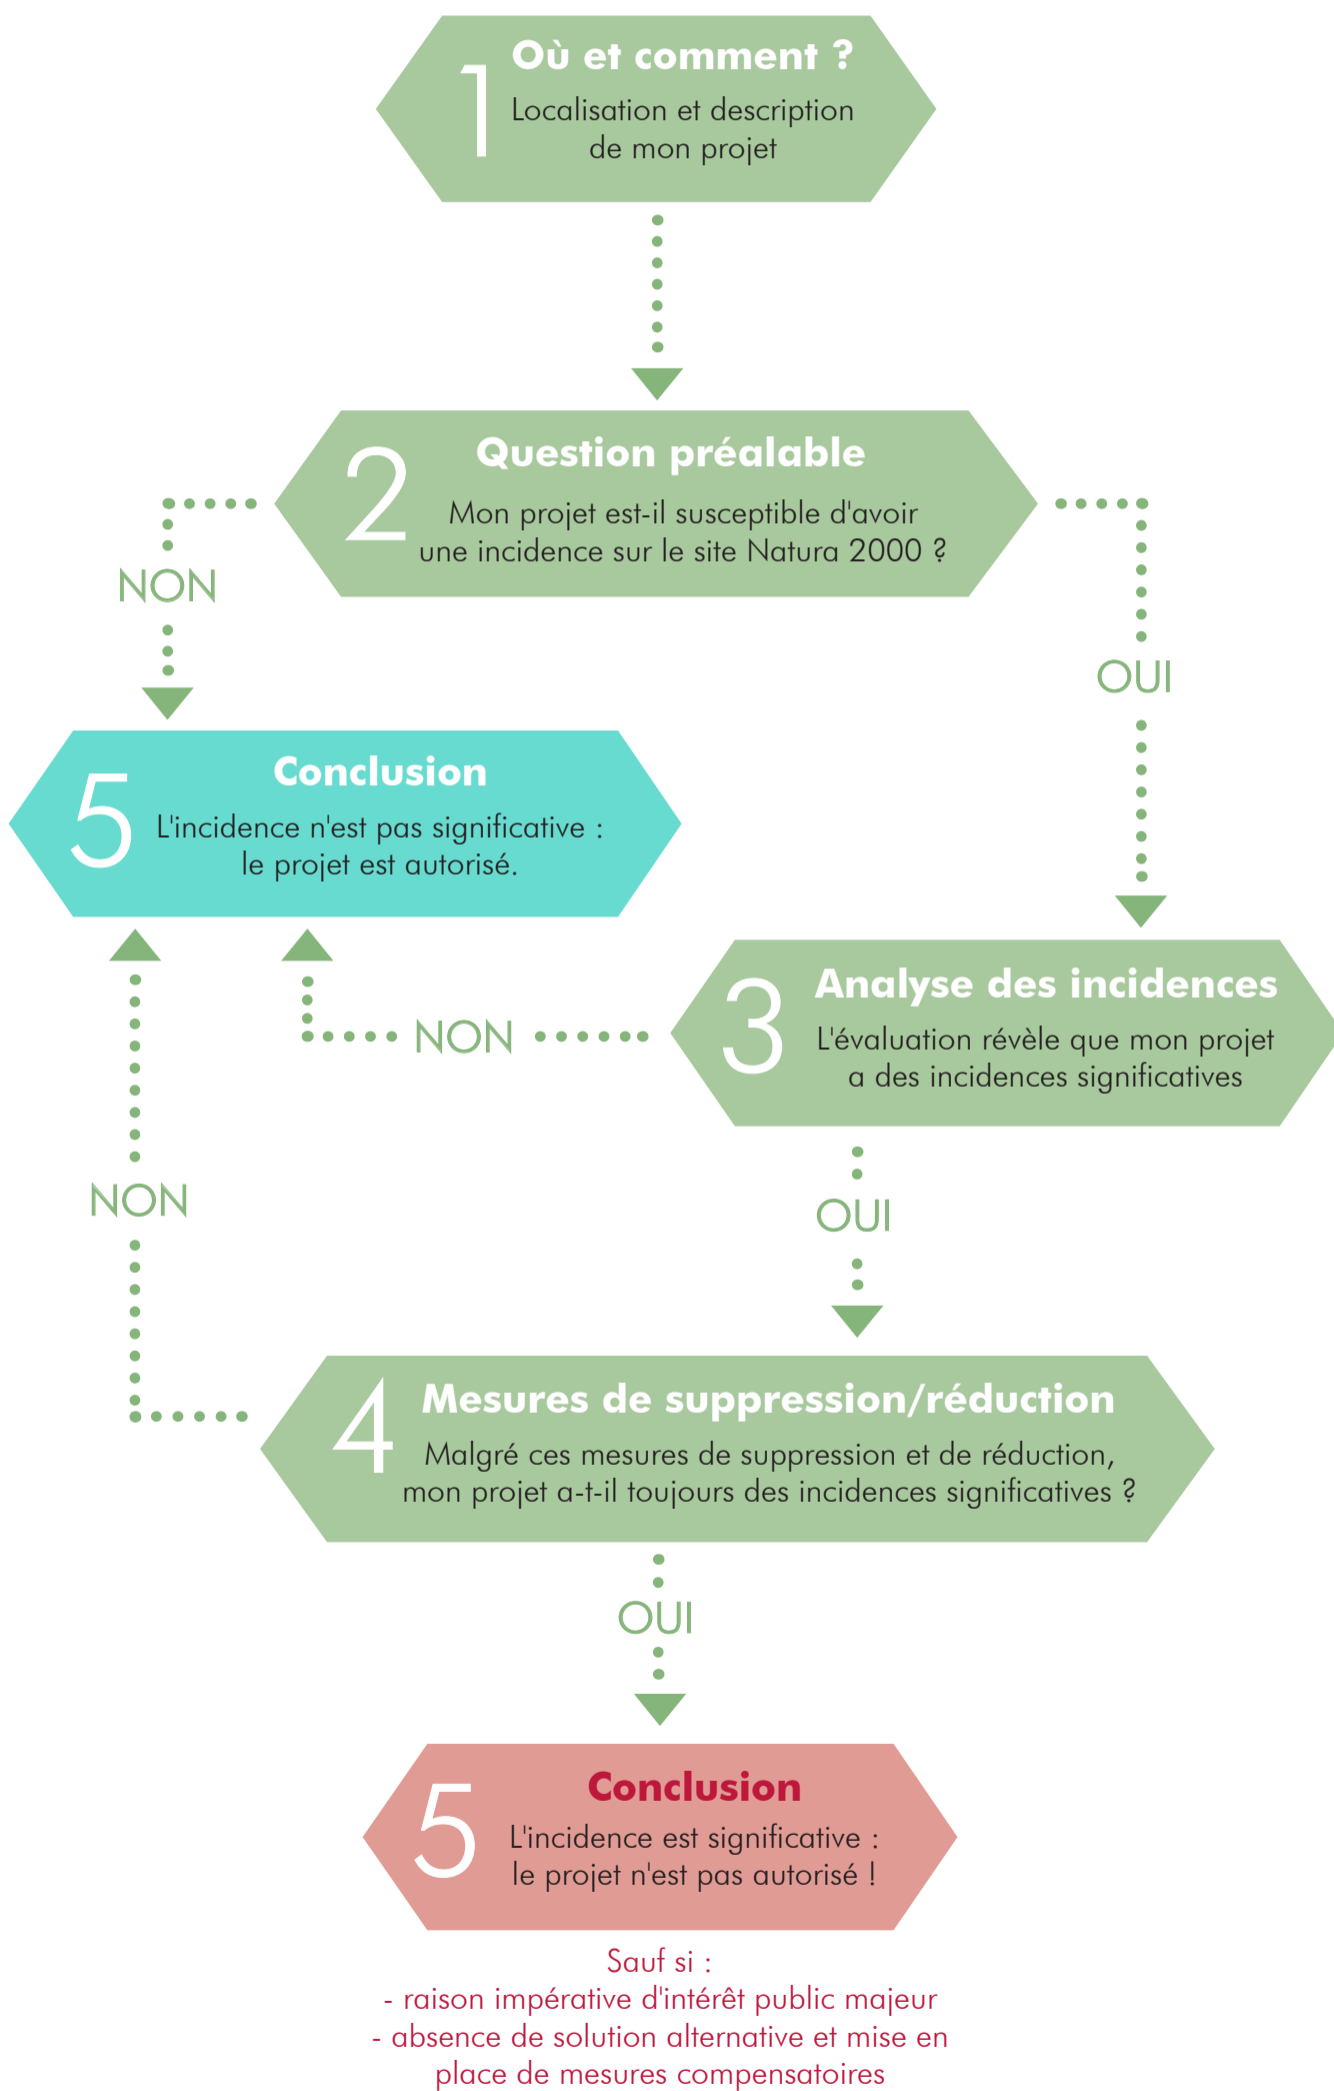 1
Où et comment ?
Localisation et description
de mon projet
2
Question préalable
Mon projet est-il susceptible d'avoir
une incidence sur le site Natura 2000 ?
NON
OUI
5
Conclusion
L'incidence n'est pas significative :
le projet est autorisé.
3
Analyse des incidences
L'évaluation révèle que mon projet
a des incidences significatives
NON
NON
OUI
4
Mesures de suppression/réduction
Malgré ces mesures de suppression et de réduction,
mon projet a-t-il toujours des incidences significatives ?
OUI
5
Conclusion
L'incidence est significative :
le projet n'est pas autorisé !
Sauf si :
- raison impérative d'intérêt public majeur
- absence de solution alternative et mise en
place de mesures compensatoires